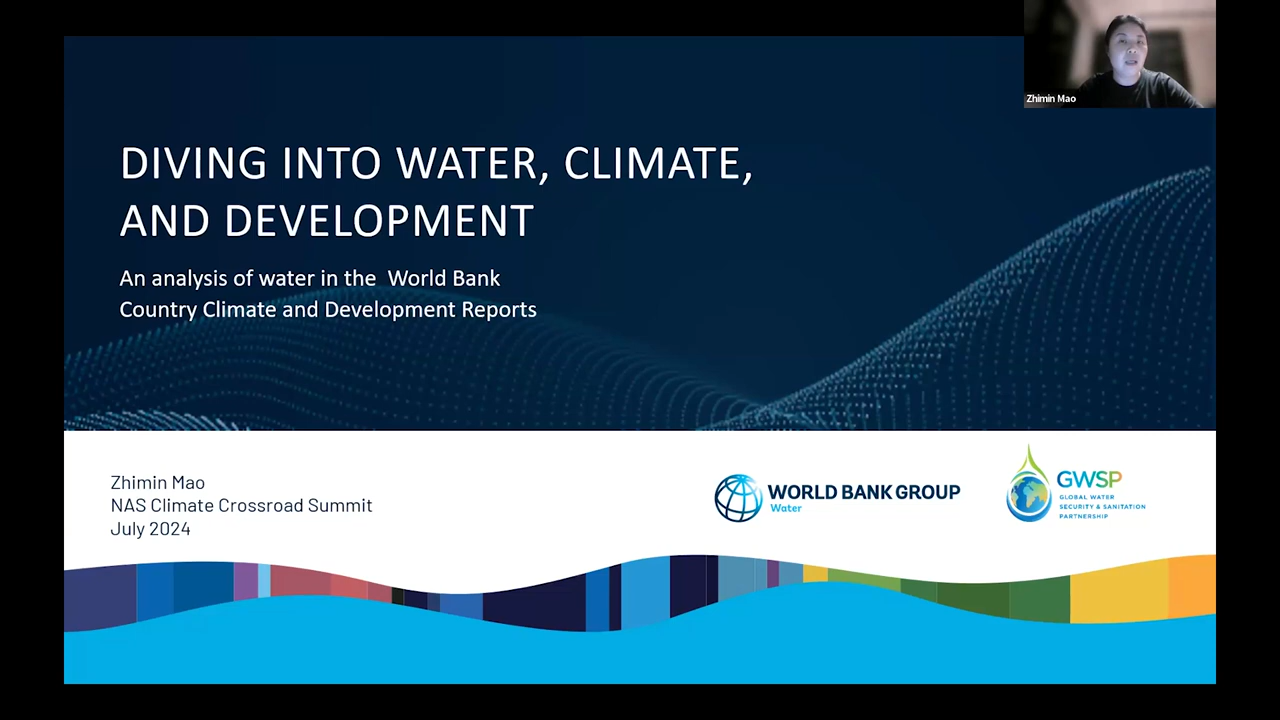 Zhimin Mao
DIVING INTO WATER, CLIMATE,
AND DEVELOPMENT
An analysis of water in the World Bank
Country Climate and Development Reports
Zhimin Mao
NAS Climate Crossroad Summit
July 2024
WORLD BANK GROUP
Water
GWSP
GLOBAL WATER
SECURITY & SANITATION
PARTNERSHIP